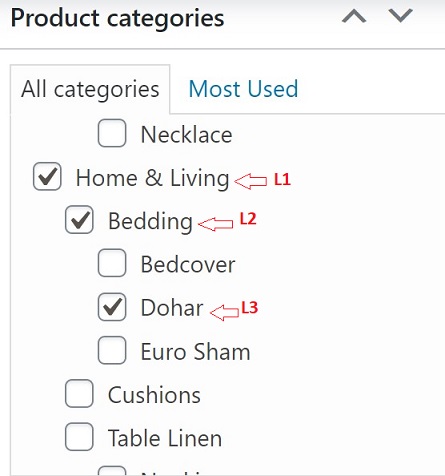 Product categories
All categories Most Used
Necklace
Home & Living L1
Bedding L2
Bedcover
Dohar L3
Euro Sham
Cushions
Table Linen